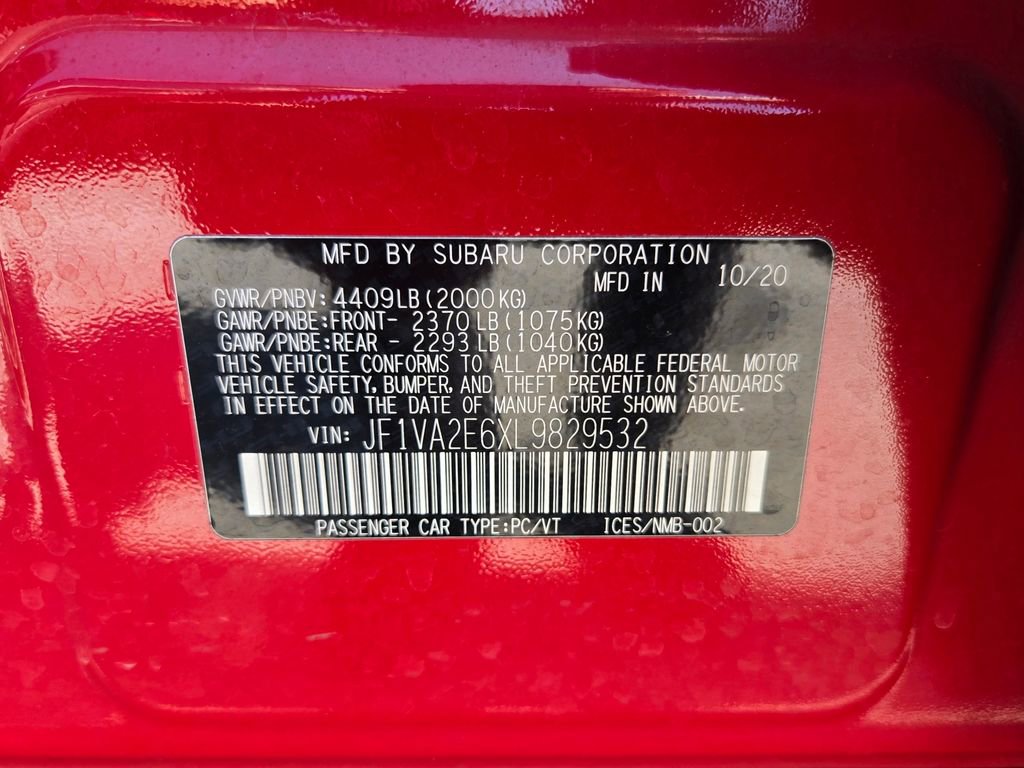 MFD BY SUBARU CORPORATION
MFD IN 10/20
GVWR/PNBV: 4409LB (2000KG)
GAWR/PNBE: FRONT- 2370 LB (1075KG)
GAWR/PNBE: REAR - 2293 LB (1040KG)
THIS VEHICLE CONFORMS TO ALL APPLICABLE FEDERAL MOTOR
VEHICLE SAFETY, BUMPER, AND THEFT PREVENTION STANDARDS
IN EFFECT ON THE DATE OF MANUFACTURE SHOWN ABOVE.
VIN: JF1VA2E6XL9829532
PASSENGER CAR TYPE:PC/VT ICES/NMB-002